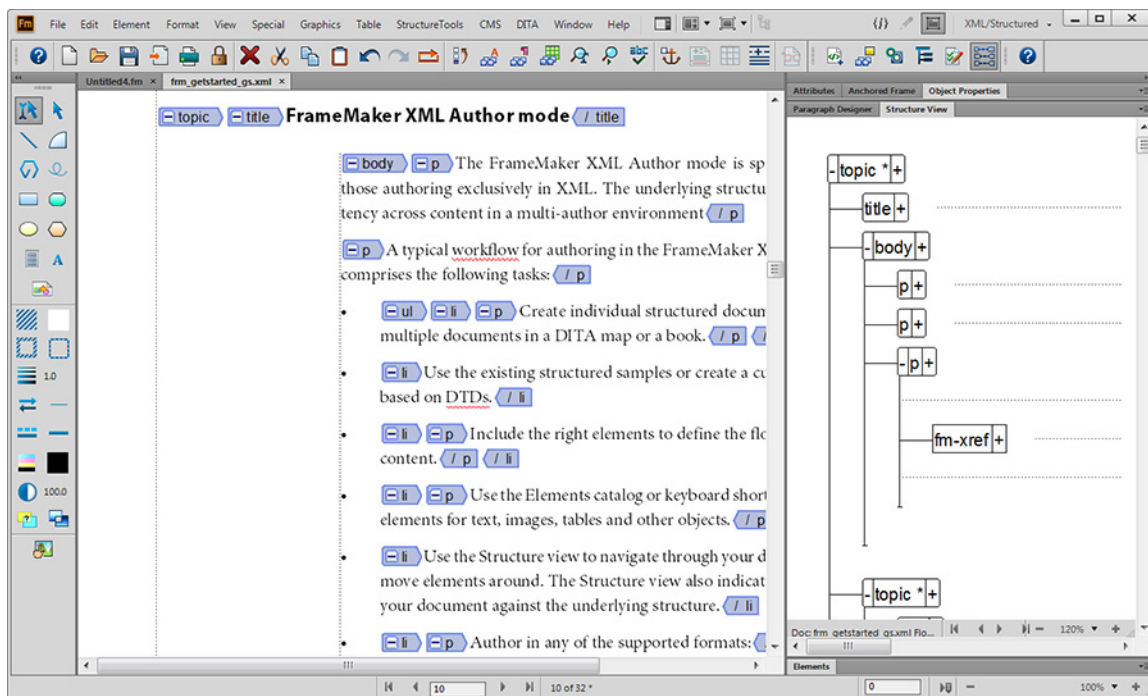 Fm File Edit Element Format View Special Graphics Table StructureTools CMS DITA Window Help XML/Structured
Untitled4.fm × frm_getstarted_gs.xml ×
topic title FrameMaker XML Author mode / title
body p The FrameMaker XML Author mode is sp
those authoring exclusively in XML. The underlying structu
tency across content in a multi-author environment / p
p A typical workflow for authoring in the FrameMaker X
comprises the following tasks: / p
• ul li p Create individual structured docum
multiple documents in a DITA map or a book. / p /
• li Use the existing structured samples or create a cu
based on DTDs. / li
• li p Include the right elements to define the flo
content. / p / li
• li p Use the Elements catalog or keyboard short
elements for text, images, tables and other objects. / p
• li Use the Structure view to navigate through your d
move elements around. The Structure view also indicat
your document against the underlying structure. / li
• li p Author in any of the supported formats:
1.0
100.0
Attributes Anchored Frame Object Properties
Paragraph Designer Structure View
- topic * +
title +
- body +
p +
p +
- p +
fm-xref +
- topic * +
Doc: frm_getstarted_gs.xml Flo... 120%
Elements
10 10 of 32 * 0 100%